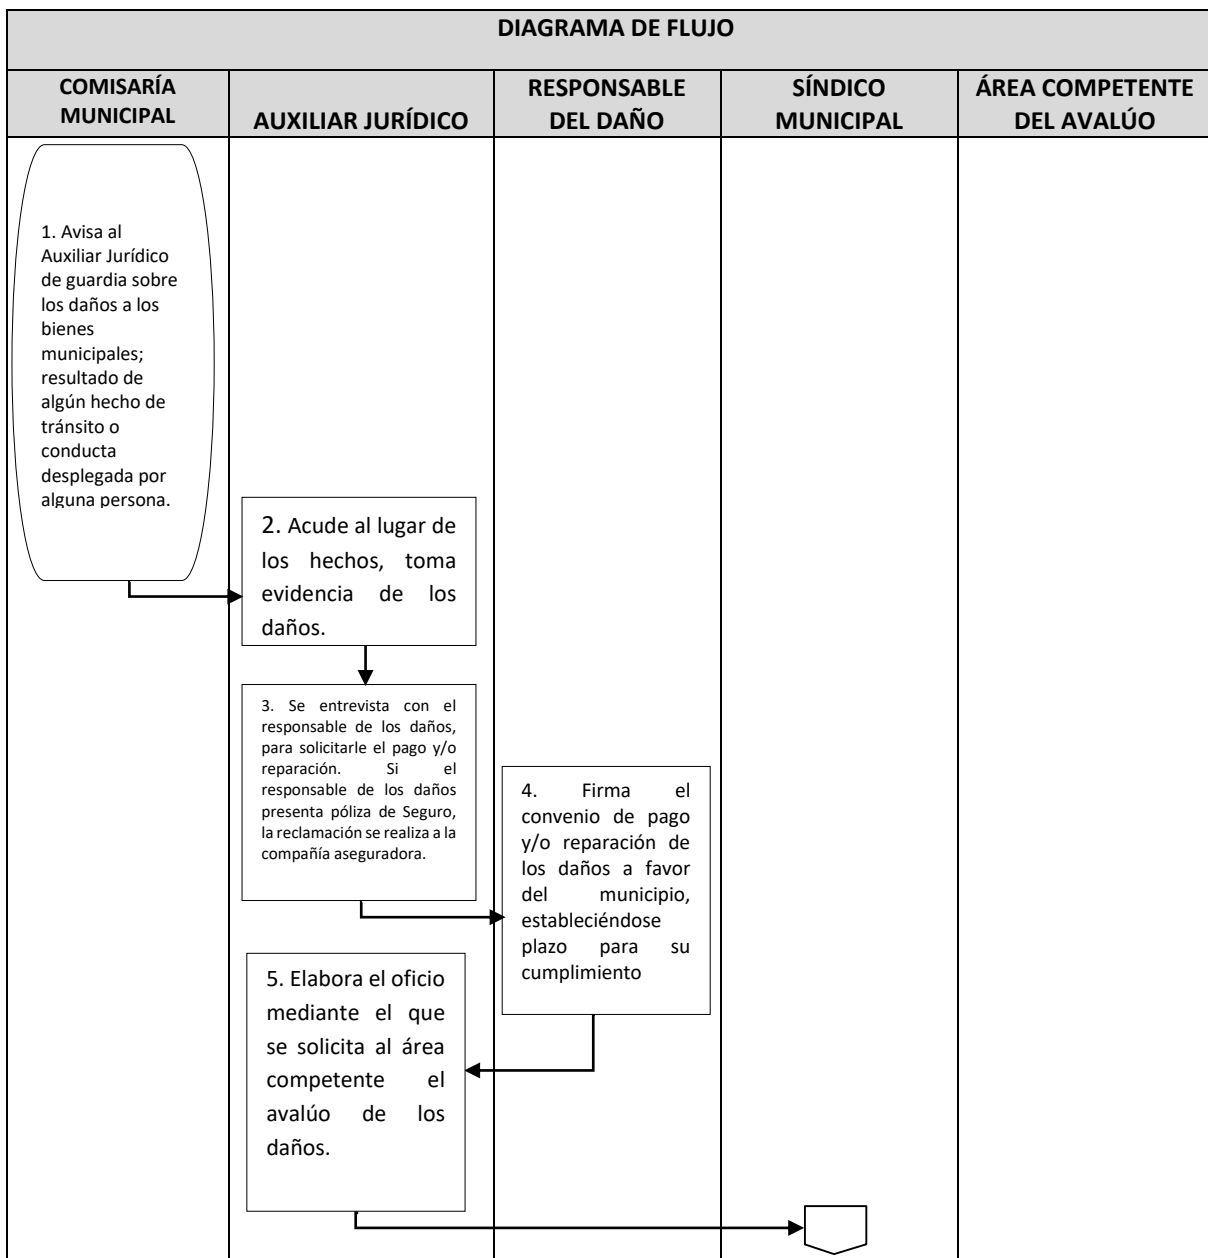 DIAGRAMA DE FLUJO
COMISARÍA
MUNICIPAL
AUXILIAR JURÍDICO
RESPONSABLE
DEL DAÑO
SÍNDICO
MUNICIPAL
ÁREA COMPETENTE
DEL AVALÚO
1. Avisa al
Auxiliar Jurídico
de guardia sobre
los daños a los
bienes
municipales;
resultado de
algún hecho de
tránsito o
conducta
desplegada por
alguna persona.
2. Acude al lugar de
los hechos, toma
evidencia de los
daños.
3. Se entrevista con el
responsable de los daños,
para solicitarle el pago y/o
reparación. Si el
responsable de los daños
presenta póliza de Seguro,
la reclamación se realiza a la
compañía aseguradora.
4. Firma el
convenio de pago
y/o reparación de
los daños a favor
del municipio,
estableciéndose
plazo para su
cumplimiento
5. Elabora el oficio
mediante el que
se solicita al área
competente el
avalúo de los
daños.